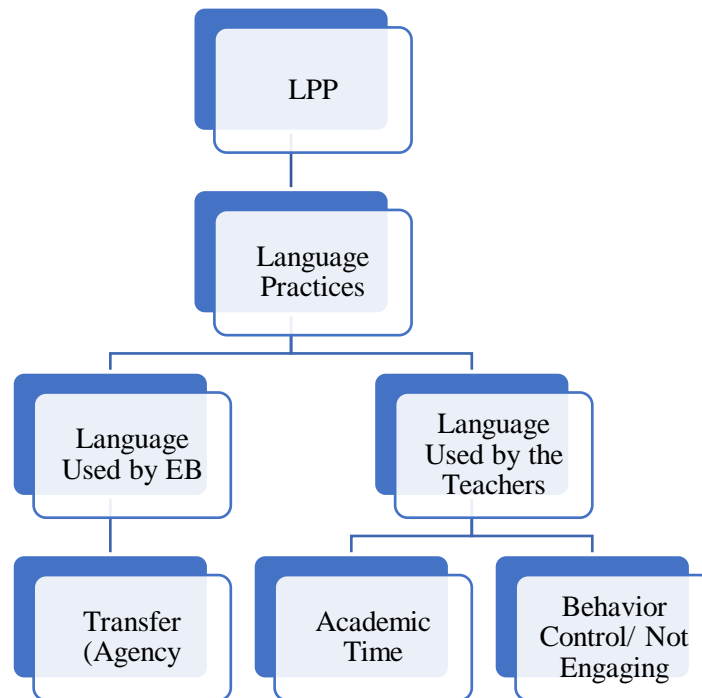 LPP
Language
Practices
Language
Used by EB
Language
Used by the
Teachers
Transfer
(Agency
Academic
Time
Behavior
Control/ Not
Engaging